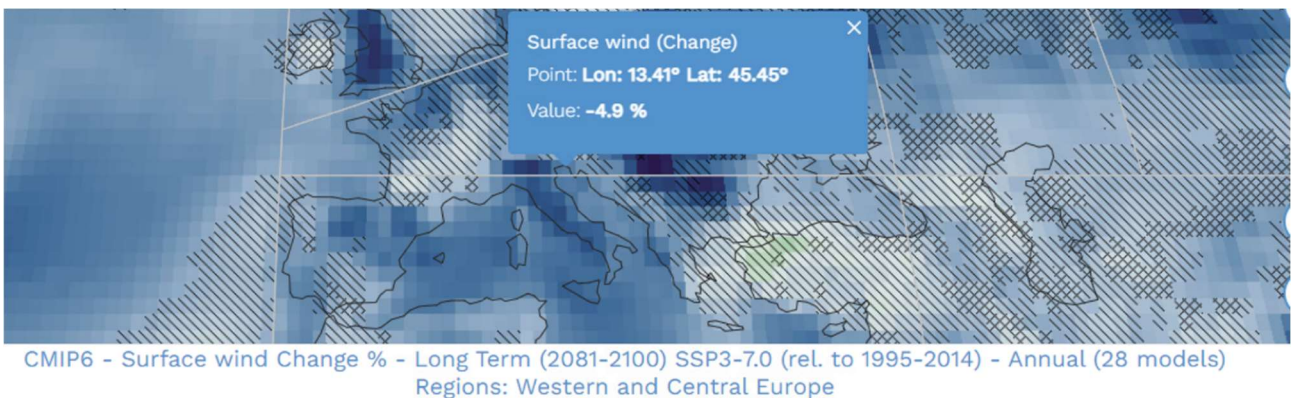 Surface wind (Change)
Point: Lon: 13.41° Lat: 45.45°
Value: -4.9 %
CMIP6 - Surface wind Change % - Long Term (2081-2100) SSP3-7.0 (rel. to 1995-2014) - Annual (28 models)
Regions: Western and Central Europe